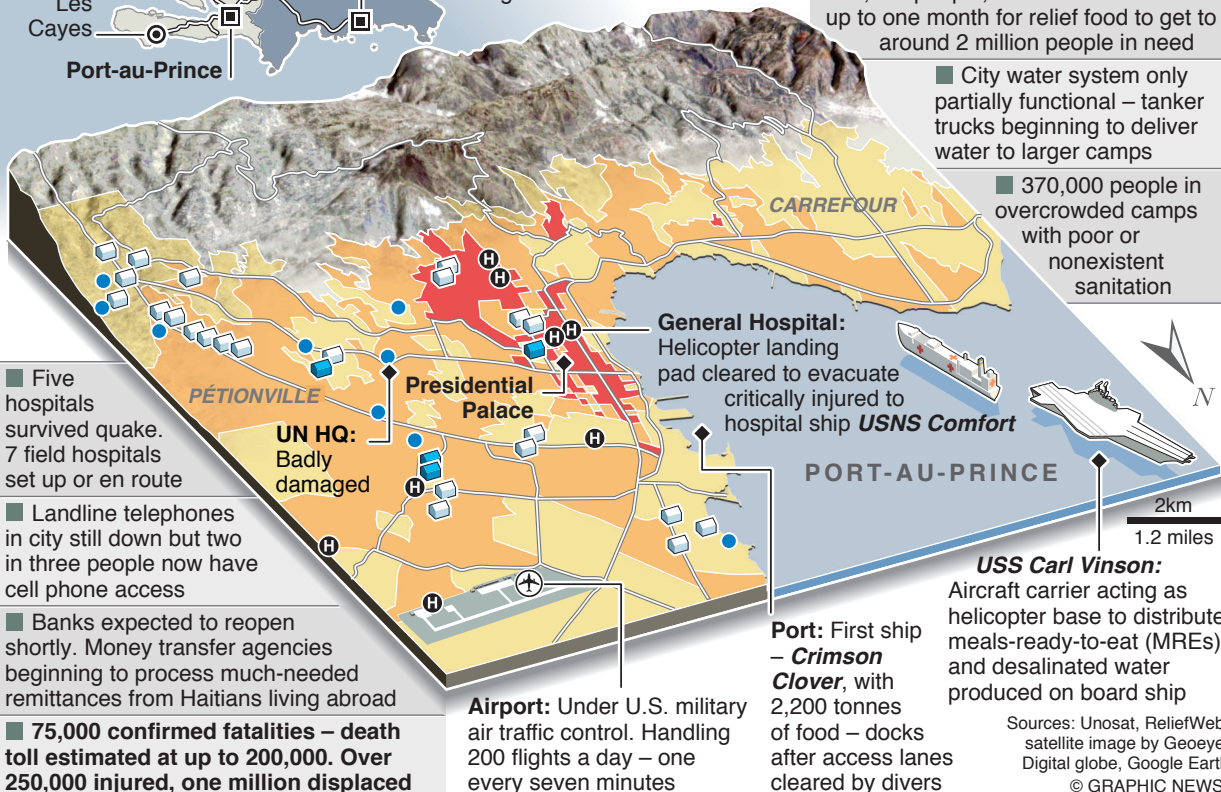 Les
Cayes
Port-au-Prince
up to one month for relief food to get to
around 2 million people in need
■ City water system only
partially functional – tanker
trucks beginning to deliver
water to larger camps
■ 370,000 people in
overcrowded camps
with poor or
nonexistent
sanitation
CARREFOUR
General Hospital:
Helicopter landing
pad cleared to evacuate
critically injured to
hospital ship USNS Comfort
N
PÉTIONVILLE
Presidential
Palace
UN HQ:
Badly
damaged
H
H
H
H
H
H
H
H
PORT-AU-PRINCE
2km
1.2 miles
■ Five
hospitals
survived quake.
7 field hospitals
set up or en route
■ Landline telephones
in city still down but two
in three people now have
cell phone access
■ Banks expected to reopen
shortly. Money transfer agencies
beginning to process much-needed
remittances from Haitians living abroad
■ 75,000 confirmed fatalities – death
toll estimated at up to 200,000. Over
250,000 injured, one million displaced
Airport: Under U.S. military
air traffic control. Handling
200 flights a day – one
every seven minutes
Port: First ship
– Crimson
Clover, with
2,200 tonnes
of food – docks
after access lanes
cleared by divers
USS Carl Vinson:
Aircraft carrier acting as
helicopter base to distribute
meals-ready-to-eat (MREs)
and desalinated water
produced on board ship
Sources: Unosat, ReliefWeb
satellite image by Geoeye
Digital globe, Google Earth
© GRAPHIC NEWS